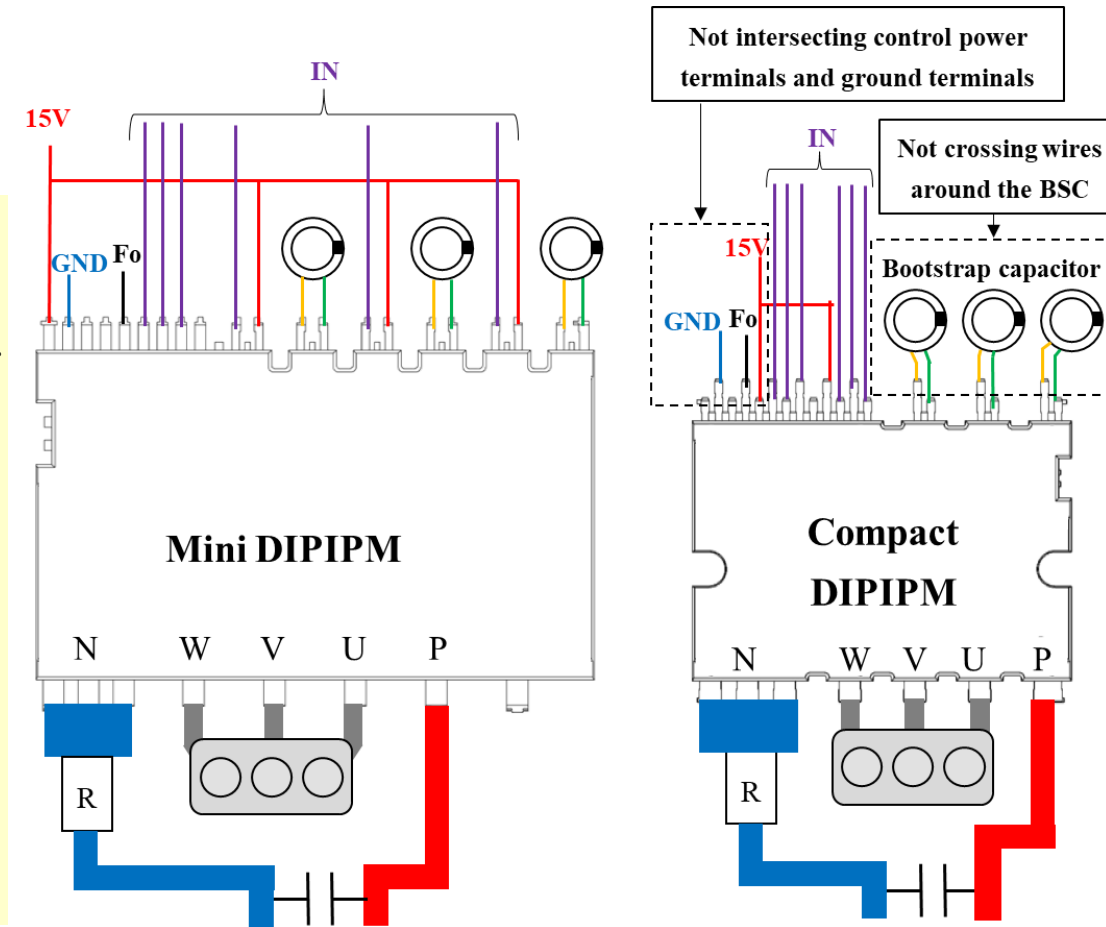 IN
15V
GND
Fo
Mini DIPIPM
N W V U P
R
Not intersecting control power
terminals and ground terminals
IN
Not crossing wires
around the BSC
15V
Bootstrap capacitor
GND Fo
Compact
DIPIPM
N W V U P
R